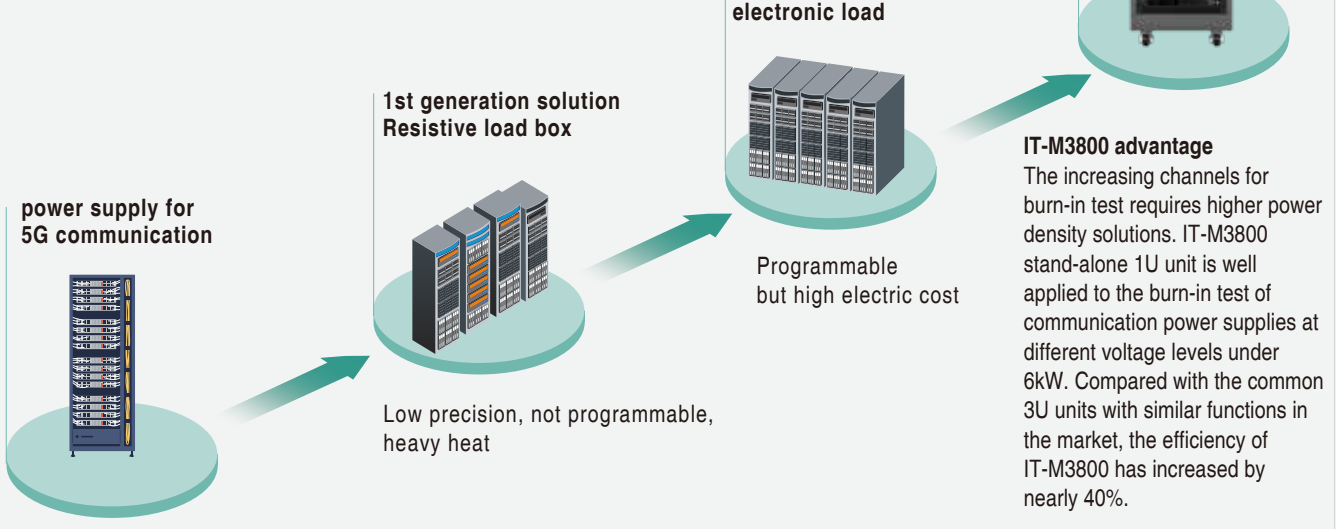 power supply for
5G communication
1st generation solution
Resistive load box
Low precision, not programmable,
heavy heat
electronic load
Programmable
but high electric cost
IT-M3800 advantage
The increasing channels for
burn-in test requires higher power
density solutions. IT-M3800
stand-alone 1U unit is well
applied to the burn-in test of
communication power supplies at
different voltage levels under
6kW. Compared with the common
3U units with similar functions in
the market, the efficiency of
IT-M3800 has increased by
nearly 40%.